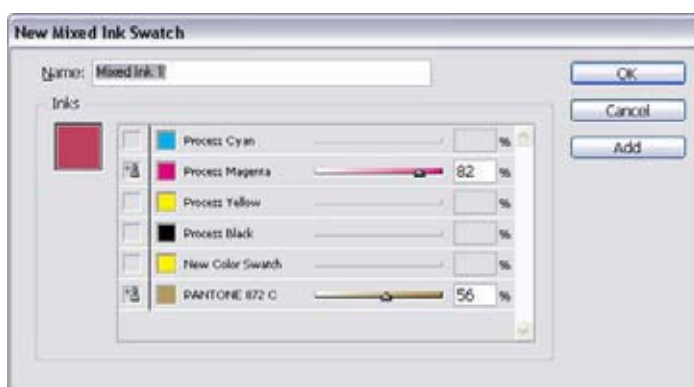 New Mixed Ink Swatch
Name: Mixed Ink 1
OK
Inks
Cancel
Process Cyan %
Add
Process Magenta 82 %
Process Yellow %
Process Black %
New Color Swatch %
PANTONE 872 C 56 %